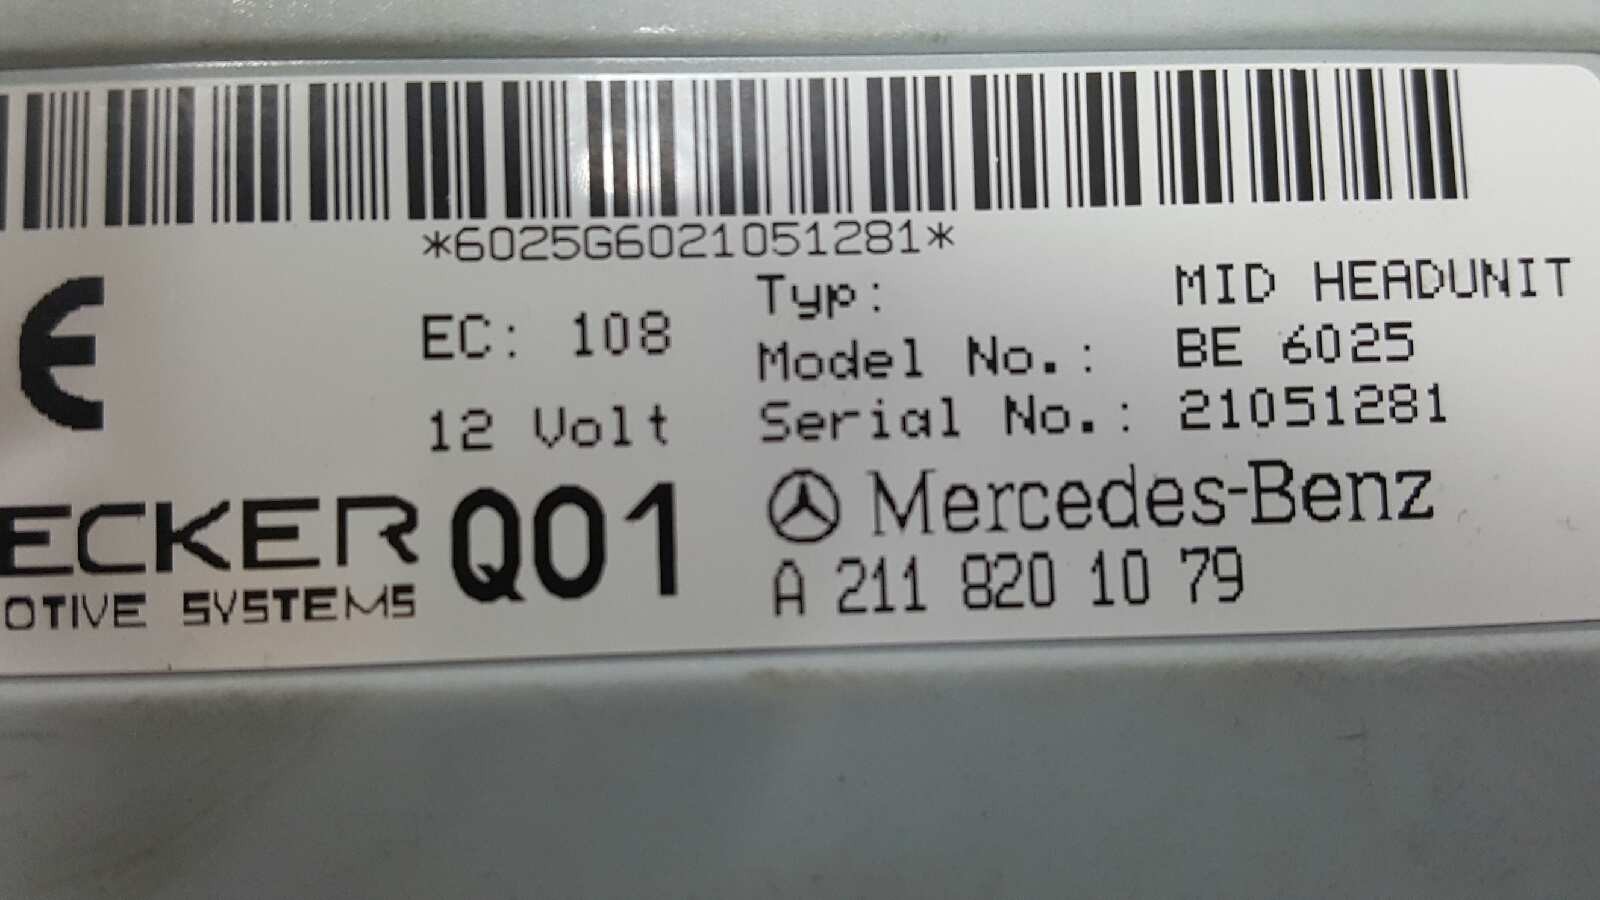 *6025G6021051281*
Typ: MID HEADUNIT
EC: 108
Model No.: BE 6025
12 Volt
Serial No.: 21051281
ECKER Q01
Mercedes-Benz
OTIVE SYSTEMS
A 211 820 10 79